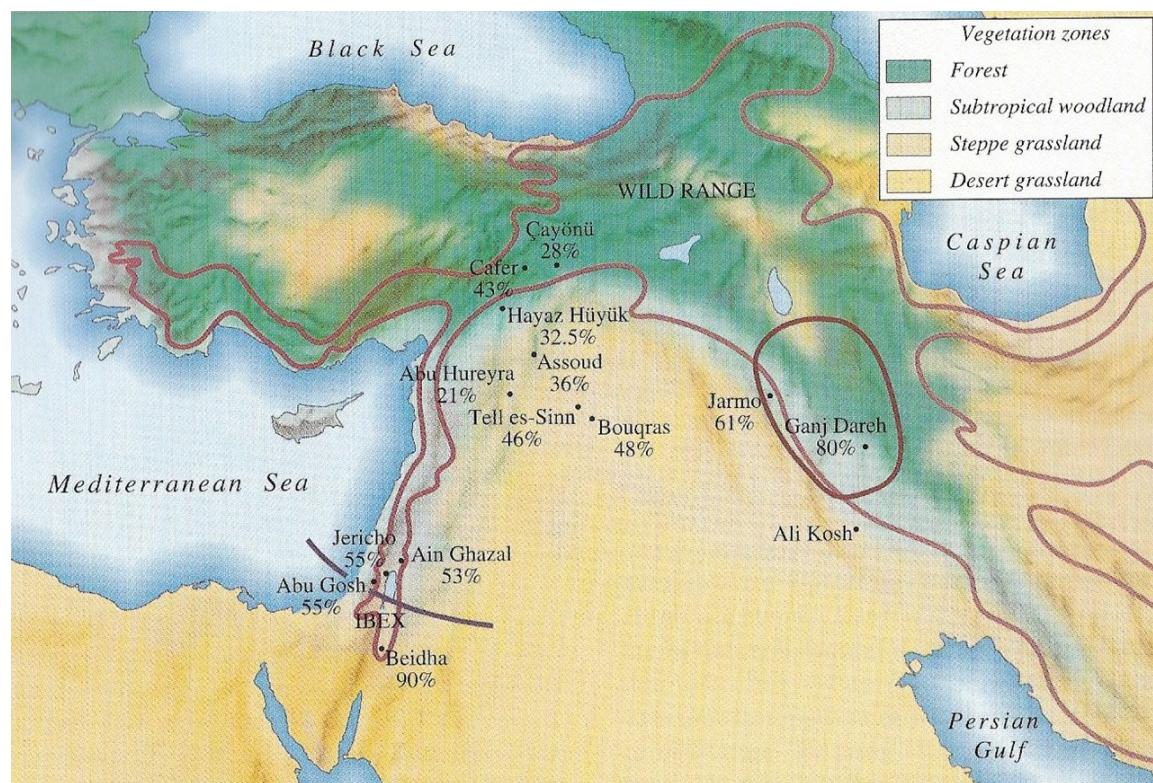 Black Sea
Vegetation zones
Forest
Subtropical woodland
Steppe grassland
Desert grassland
WILD RANGE
Caspian
Sea
Çayönü
28%
Cafer
43%
Hayaz Hüyük
32.5%
Assoud
36%
Abu Hureyra
21%
Tell es-Sinn
46%
Bouqras
48%
Jarmo
61%
Ganj Dareh
80%
Mediterranean Sea
Ali Kosh
Jericho
55%
Ain Ghazal
53%
Abu Gosh
55%
IBEX
Beidha
90%
Persian
Gulf